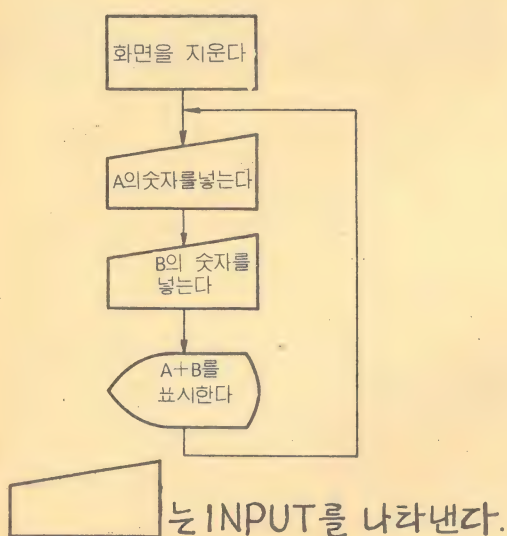 화면을 지운다
A의숫자를넣는다
B의 숫자를
넣는다
A+B를
표시한다
는INPUT를 나타낸다.